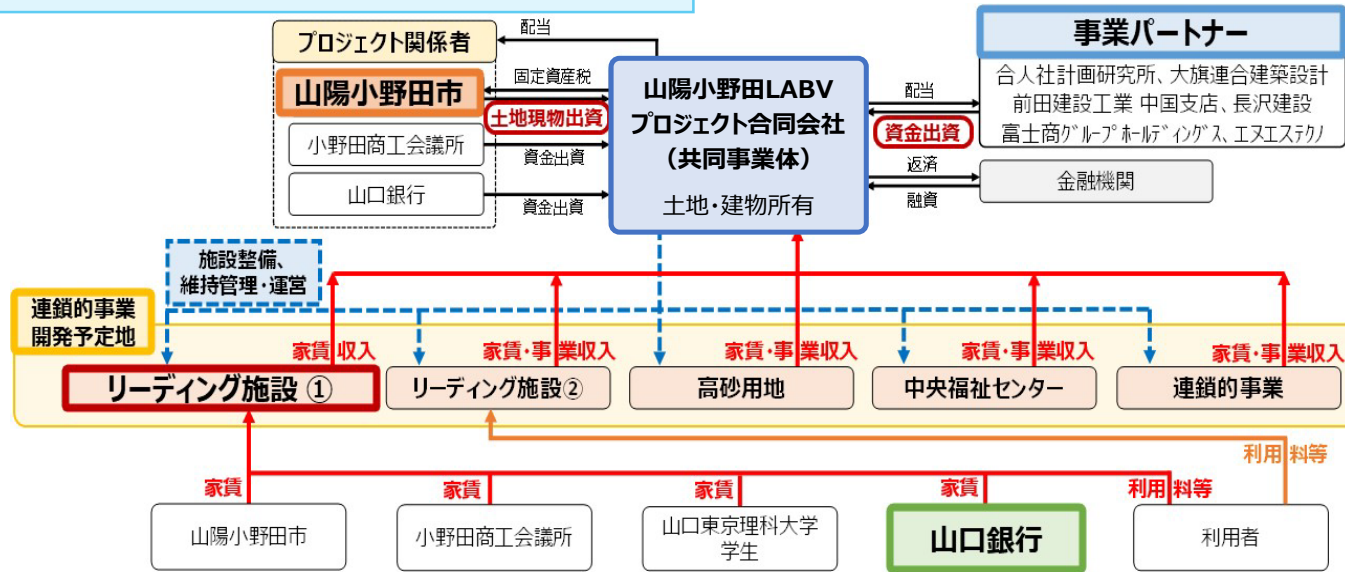 配当
プロジェクト関係者
事業パートナー
固定資産税
山陽小野田市
土地現物出資
小野田商工会議所
資金出資
山口銀行
資金出資
山陽小野田LABV
プロジェクト合同会社
（共同事業体）
土地・建物所有
配当
資金出資
合人社計画研究所、大旗連合建築設計
前田建設工業 中国支店、長沢建設
富士商ｸﾞﾙｰﾌﾟﾎｰﾙﾃﾞｨﾝｸﾞｽ、ｴﾇｴｽﾃｸﾉ
返済
融資
金融機関
施設整備、
維持管理・運営
連鎖的事業
開発予定地
家賃収入
家賃・事業収入
家賃・事業収入
家賃・事業収入
家賃・事業収入
リーディング施設 ①
リーディング施設②
高砂用地
中央福祉センター
連鎖的事業
利用料等
家賃
家賃
家賃
家賃
利用料等
山陽小野田市
小野田商工会議所
山口東京理科大学
学生
山口銀行
利用者